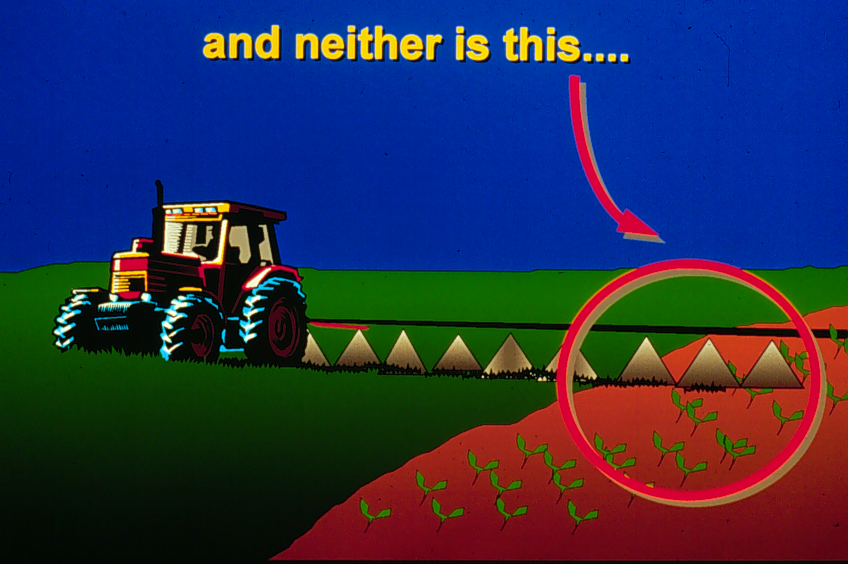 and neither is this....